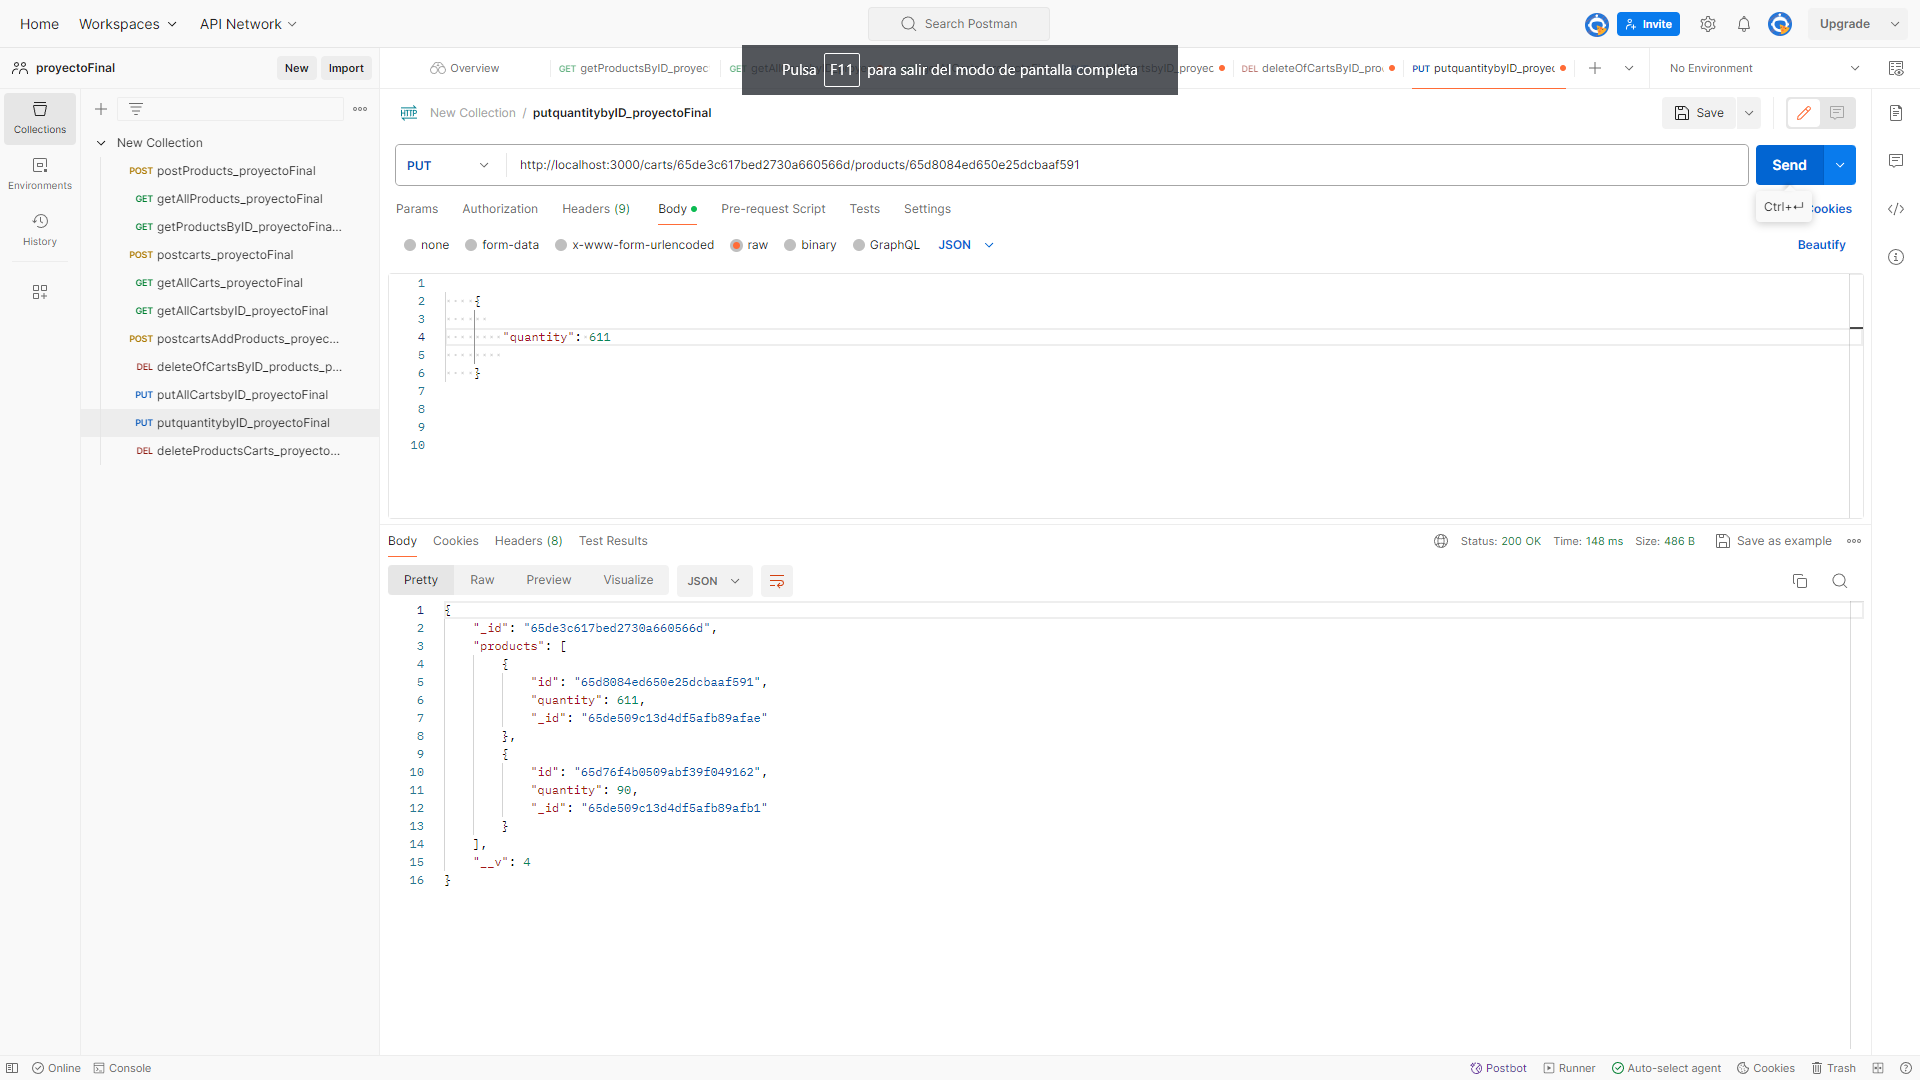 Home Workspaces API Network Search Postman Invite Upgrade
proyectoFinal New Import Overview GET getProductsByID_proyec GET proyec DEL deleteOfCartsByID_pro PUT putquantitybyID_proyec No Environment
Pulsa F11 para salir del modo de pantalla completa
Collections
Environments
History
New Collection
POST postProducts_proyectoFinal
GET getAllProducts_proyectoFinal
GET getProductsByID_proyectoFina...
POST postcarts_proyectoFinal
GET getAllCarts_proyectoFinal
GET getAllCartsbyID_proyectoFinal
POST postcartsAddProducts_proyec...
DEL deleteOfCartsByID_products_p...
PUT putAllCartsbyID_proyectoFinal
PUT putquantitybyID_proyectoFinal
DEL deleteProductsCarts_proyecto...
HTTP New Collection / putquantitybyID_proyectoFinal Save
PUT http://localhost:3000/carts/65de3c617bed2730a660566d/products/65d8084ed650e25dcbaaf591 Send
Params Authorization Headers (9) Body Pre-request Script Tests Settings Ctrl+↵ ookies
none form-data x-www-form-urlencoded raw binary GraphQL JSON Beautify
1
2 {
3
4 "quantity": 611
5
6 }
7
8
9
10
Body Cookies Headers (8) Test Results Status: 200 OK Time: 148 ms Size: 486 B Save as example
Pretty Raw Preview Visualize JSON
1 {
2 "_id": "65de3c617bed2730a660566d",
3 "products": [
4 {
5 "id": "65d8084ed650e25dcbaaf591",
6 "quantity": 611,
7 "_id": "65de509c13d4df5afb89afae"
8 },
9 {
10 "id": "65d76f4b0509abf39f049162",
11 "quantity": 90,
12 "_id": "65de509c13d4df5afb89afb1"
13 }
14 ],
15 "__v": 4
16 }
Online Console Postbot Runner Auto-select agent Cookies Trash